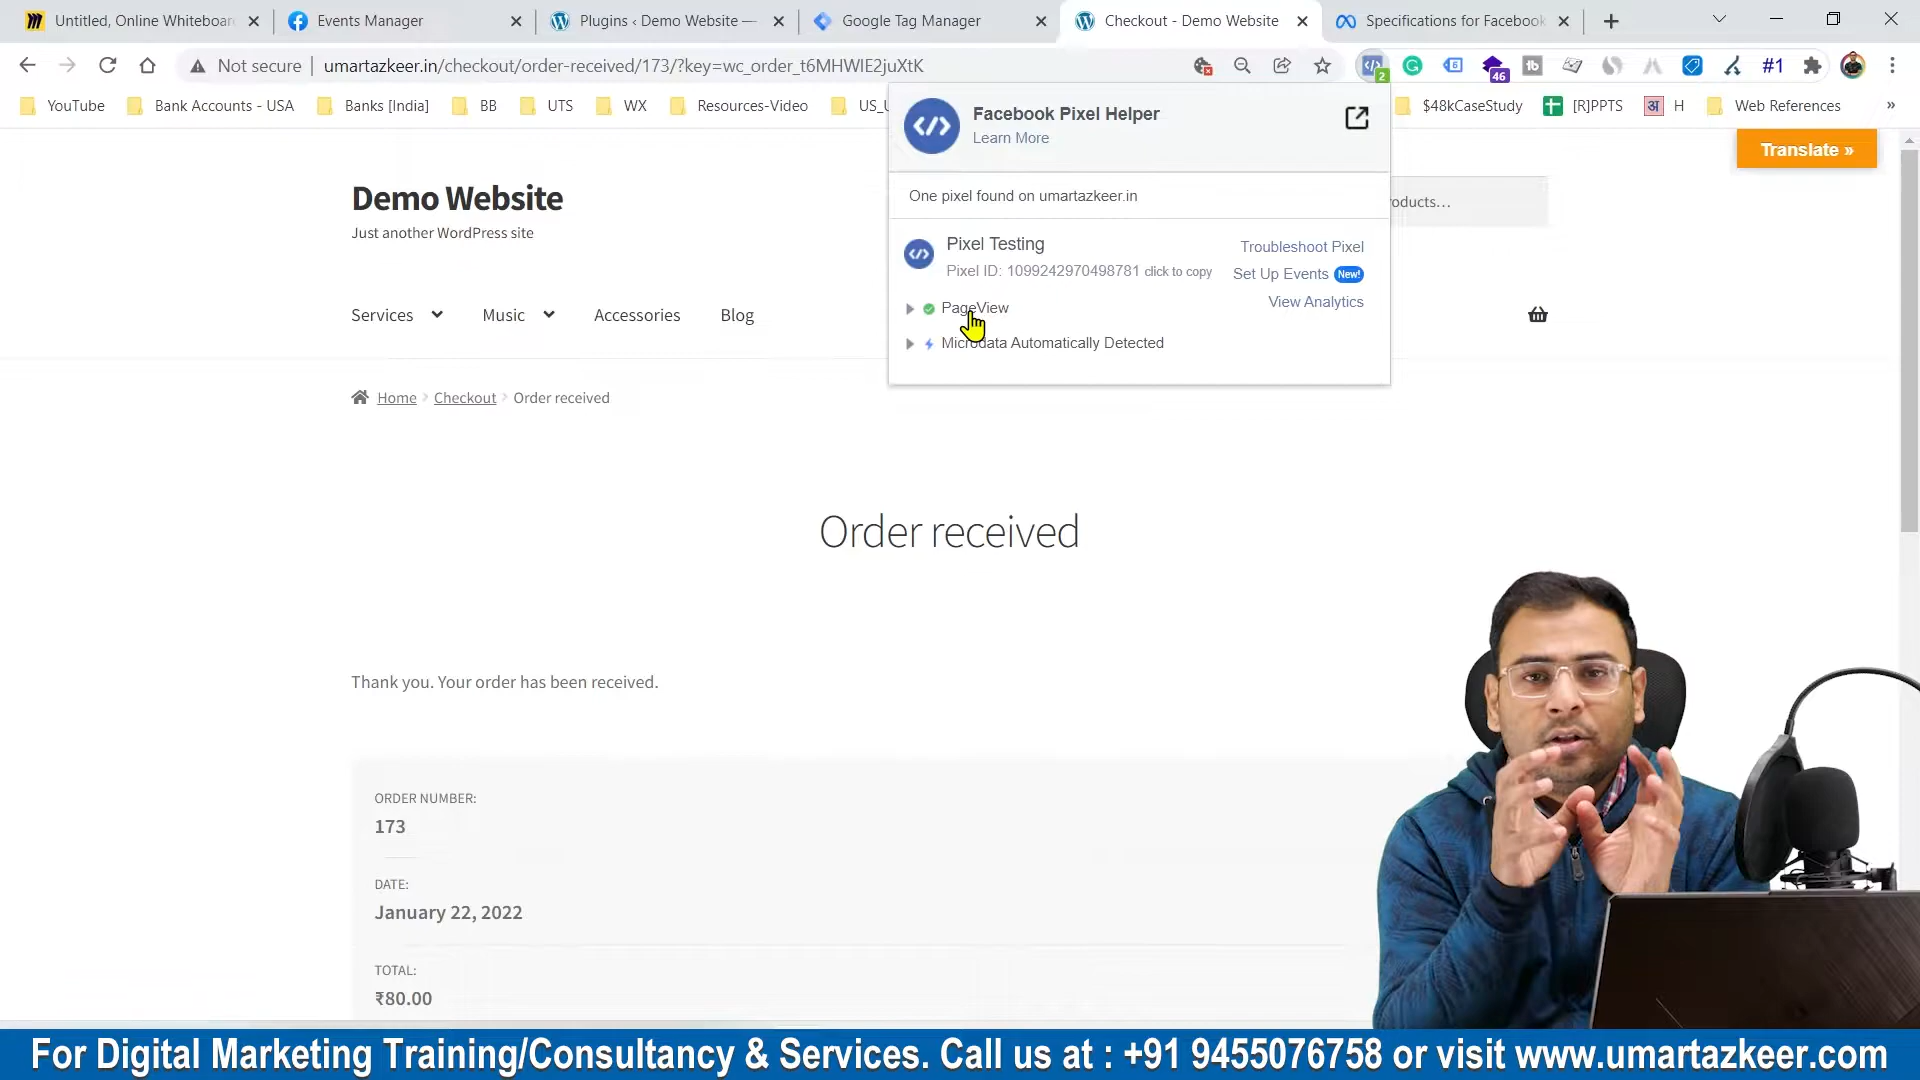 Untitled, Online Whiteboard
Events Manager
Plugins ‹ Demo Website —
Google Tag Manager
Checkout - Demo Website
Specifications for Facebook
Not secure
umartazkeer.in/checkout/order-received/173/?key=wc_order_t6MHWIE2juXtK
2
46
tb
#1
YouTube
Bank Accounts - USA
Banks [India]
BB
UTS
WX
Resources-Video
US_U
$48kCaseStudy
[R]PPTS
अ
H
Web References
»
Facebook Pixel Helper
Learn More
Translate »
One pixel found on umartazkeer.in
Demo Website
Just another WordPress site
oducts…
Pixel Testing
Troubleshoot Pixel
Pixel ID: 1099242970498781 click to copy
Set Up Events New!
View Analytics
PageView
Microdata Automatically Detected
Services
Music
Accessories
Blog
Home
Checkout
Order received
Order received
Thank you. Your order has been received.
ORDER NUMBER:
173
DATE:
January 22, 2022
TOTAL:
₹80.00
For Digital Marketing Training/Consultancy & Services. Call us at : +91 9455076758 or visit www.umartazkeer.com